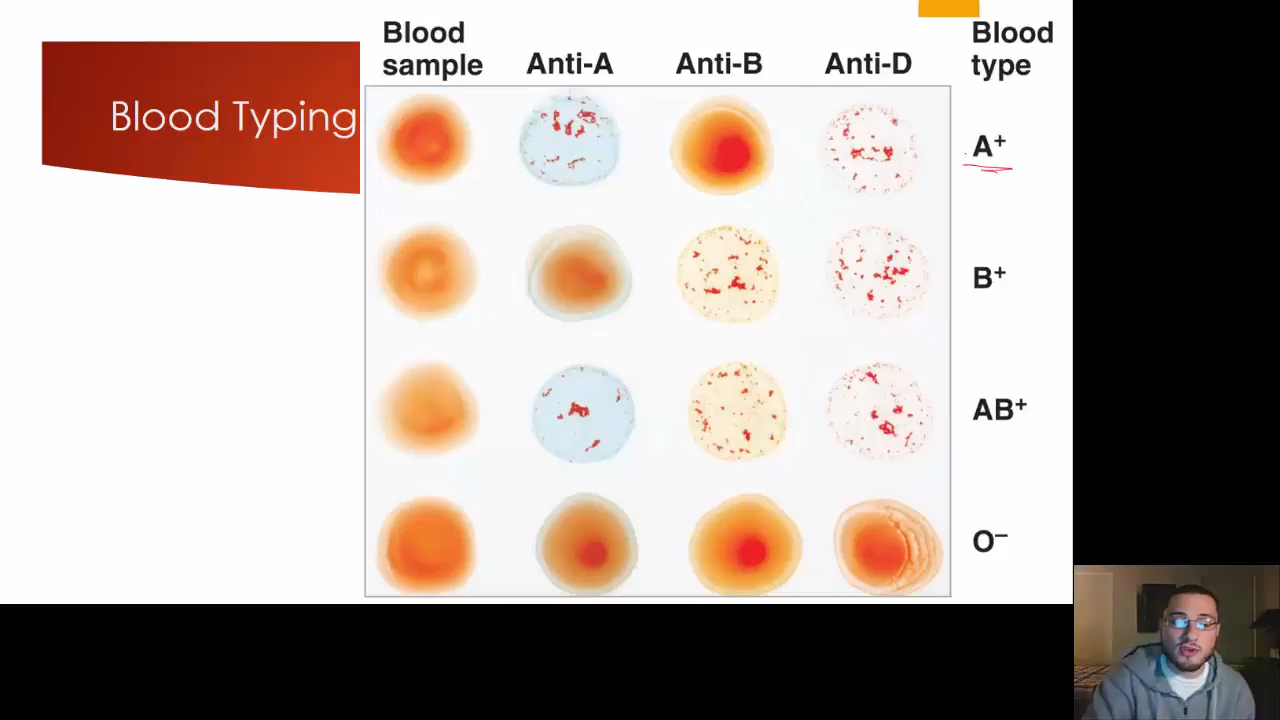 Blood Typing
Blood sample
Anti-A
Anti-B
Anti-D
Blood type
A+
B+
AB+
O–